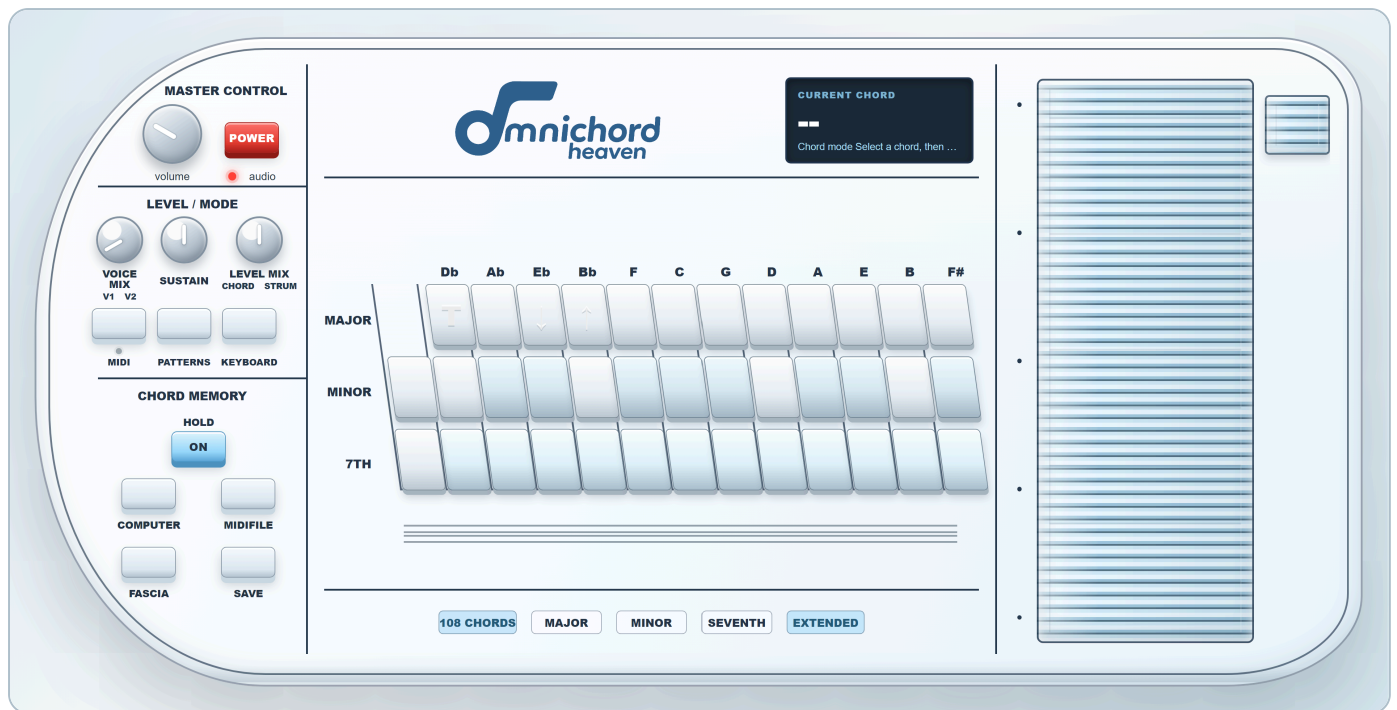 MASTER CONTROL
POWER
volume
audio
LEVEL / MODE
VOICE
MIX
V1 V2
SUSTAIN
LEVEL MIX
CHORD STRUM
MIDI
PATTERNS
KEYBOARD
CHORD MEMORY
HOLD
ON
COMPUTER
MIDIFILE
FASCIA
SAVE
omnichord
heaven
CURRENT CHORD
--
Chord mode Select a chord, then …
Db Ab Eb Bb F C G D A E B F#
MAJOR
MINOR
7TH
108 CHORDS
MAJOR
MINOR
SEVENTH
EXTENDED